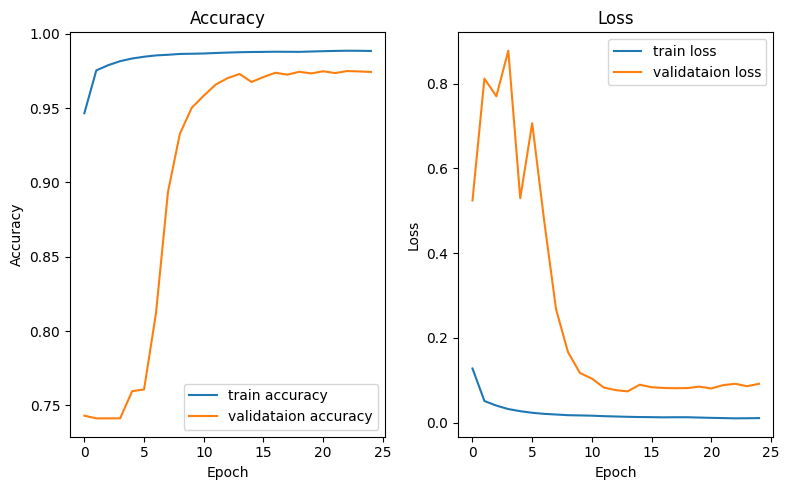 Accuracy
1.00
0.95
0.90
0.85
0.80
0.75
Accuracy
train accuracy
validataion accuracy
0 5 10 15 20 25
Epoch
Loss
0.8
0.6
0.4
0.2
0.0
Loss
train loss
validataion loss
0 5 10 15 20 25
Epoch